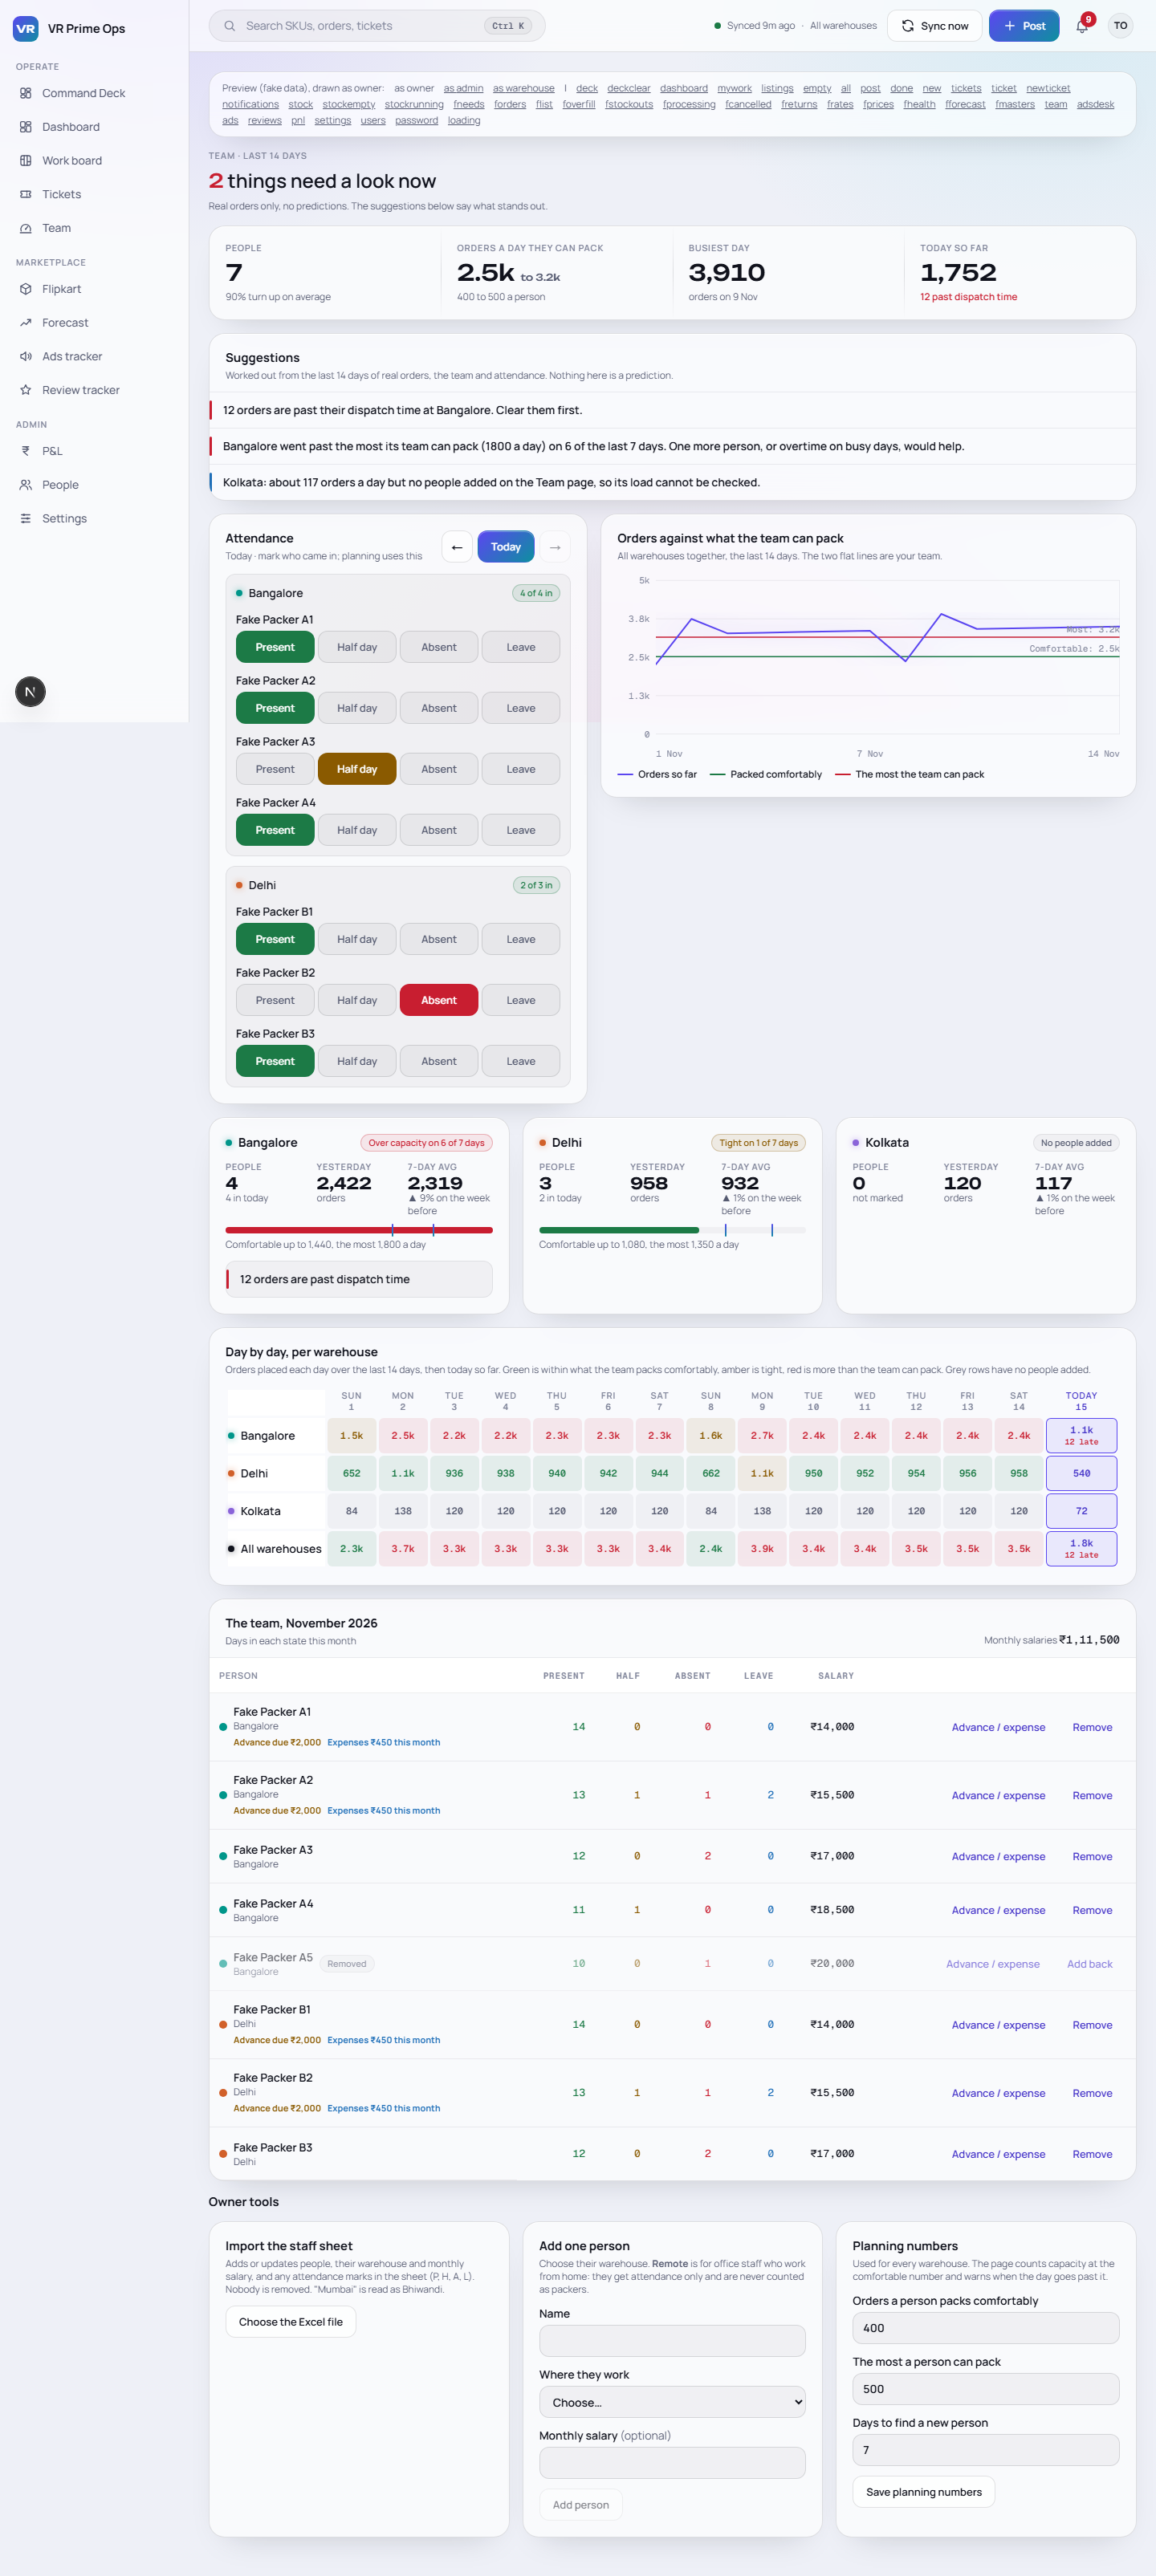 VR VR Prime Ops
Search SKUs, orders, tickets Ctrl K
Synced 9m ago · All warehouses Sync now + Post 9 TO
OPERATE
Command Deck
Dashboard
Work board
Tickets
Team
MARKETPLACE
Flipkart
Forecast
Ads tracker
Review tracker
ADMIN
₹ P&L
People
Settings
N
Preview (fake data), drawn as owner: as owner as admin as warehouse | deck deckclear dashboard mywork listings empty all post done new tickets ticket newticket
notifications stock stockempty stockrunning fneeds forders flist foverfill fstockouts fprocessing fcancelled freturns frates fprices fhealth fforecast fmasters team adsdesk
ads reviews pnl settings users password loading
TEAM · LAST 14 DAYS
2 things need a look now
Real orders only, no predictions. The suggestions below say what stands out.
PEOPLE
7
90% turn up on average
ORDERS A DAY THEY CAN PACK
2.5k to 3.2k
400 to 500 a person
BUSIEST DAY
3,910
orders on 9 Nov
TODAY SO FAR
1,752
12 past dispatch time
Suggestions
Worked out from the last 14 days of real orders, the team and attendance. Nothing here is a prediction.
12 orders are past their dispatch time at Bangalore. Clear them first.
Bangalore went past the most its team can pack (1800 a day) on 6 of the last 7 days. One more person, or overtime on busy days, would help.
Kolkata: about 117 orders a day but no people added on the Team page, so its load cannot be checked.
Attendance
Today · mark who came in; planning uses this
← Today →
Bangalore 4 of 4 in
Fake Packer A1
Present Half day Absent Leave
Fake Packer A2
Present Half day Absent Leave
Fake Packer A3
Present Half day Absent Leave
Fake Packer A4
Present Half day Absent Leave
Delhi 2 of 3 in
Fake Packer B1
Present Half day Absent Leave
Fake Packer B2
Present Half day Absent Leave
Fake Packer B3
Present Half day Absent Leave
Orders against what the team can pack
All warehouses together, the last 14 days. The two flat lines are your team.
5k
3.8k
Most: 3.2k
Comfortable: 2.5k
2.5k
1.3k
0
1 Nov 7 Nov 14 Nov
Orders so far Packed comfortably The most the team can pack
Bangalore Over capacity on 6 of 7 days
PEOPLE YESTERDAY 7-DAY AVG
4 2,422 2,319
4 in today orders ▲ 9% on the week
before
Comfortable up to 1,440, the most 1,800 a day
12 orders are past dispatch time
Delhi Tight on 1 of 7 days
PEOPLE YESTERDAY 7-DAY AVG
3 958 932
2 in today orders ▲ 1% on the week
before
Comfortable up to 1,080, the most 1,350 a day
Kolkata No people added
PEOPLE YESTERDAY 7-DAY AVG
0 120 117
not marked orders ▲ 1% on the week
before
Day by day, per warehouse
Orders placed each day over the last 14 days, then today so far. Green is within what the team packs comfortably, amber is tight, red is more than the team can pack. Grey rows have no people added.
SUN MON TUE WED THU FRI SAT SUN MON TUE WED THU FRI SAT TODAY
1 2 3 4 5 6 7 8 9 10 11 12 13 14 15
Bangalore 1.5k 2.5k 2.2k 2.2k 2.3k 2.3k 2.3k 1.6k 2.7k 2.4k 2.4k 2.4k 2.4k 2.4k 1.1k
12 late
Delhi 652 1.1k 936 938 940 942 944 662 1.1k 950 952 954 956 958 540
Kolkata 84 138 120 120 120 120 120 84 138 120 120 120 120 120 72
All warehouses 2.3k 3.7k 3.3k 3.3k 3.3k 3.3k 3.4k 2.4k 3.9k 3.4k 3.4k 3.5k 3.5k 3.5k 1.8k
12 late
The team, November 2026
Days in each state this month
Monthly salaries ₹1,11,500
PERSON PRESENT HALF ABSENT LEAVE SALARY
Fake Packer A1
Bangalore
Advance due ₹2,000 Expenses ₹450 this month
14 0 0 0 ₹14,000 Advance / expense Remove
Fake Packer A2
Bangalore
Advance due ₹2,000 Expenses ₹450 this month
13 1 1 2 ₹15,500 Advance / expense Remove
Fake Packer A3
Bangalore
12 0 2 0 ₹17,000 Advance / expense Remove
Fake Packer A4
Bangalore
11 1 0 0 ₹18,500 Advance / expense Remove
Fake Packer A5 Removed
Bangalore
10 0 1 0 ₹20,000 Advance / expense Add back
Fake Packer B1
Delhi
Advance due ₹2,000 Expenses ₹450 this month
14 0 0 0 ₹14,000 Advance / expense Remove
Fake Packer B2
Delhi
Advance due ₹2,000 Expenses ₹450 this month
13 1 1 2 ₹15,500 Advance / expense Remove
Fake Packer B3
Delhi
12 0 2 0 ₹17,000 Advance / expense Remove
Owner tools
Import the staff sheet
Adds or updates people, their warehouse and monthly
salary, and any attendance marks in the sheet (P, H, A, L).
Nobody is removed. "Mumbai" is read as Bhiwandi.
Choose the Excel file
Add one person
Choose their warehouse. Remote is for office staff who work
from home: they get attendance only and are never counted
as packers.
Name
Where they work
Choose...
Monthly salary (optional)
Add person
Planning numbers
Used for every warehouse. The page counts capacity at the
comfortable number and warns when the day goes past it.
Orders a person packs comfortably
400
The most a person can pack
500
Days to find a new person
7
Save planning numbers